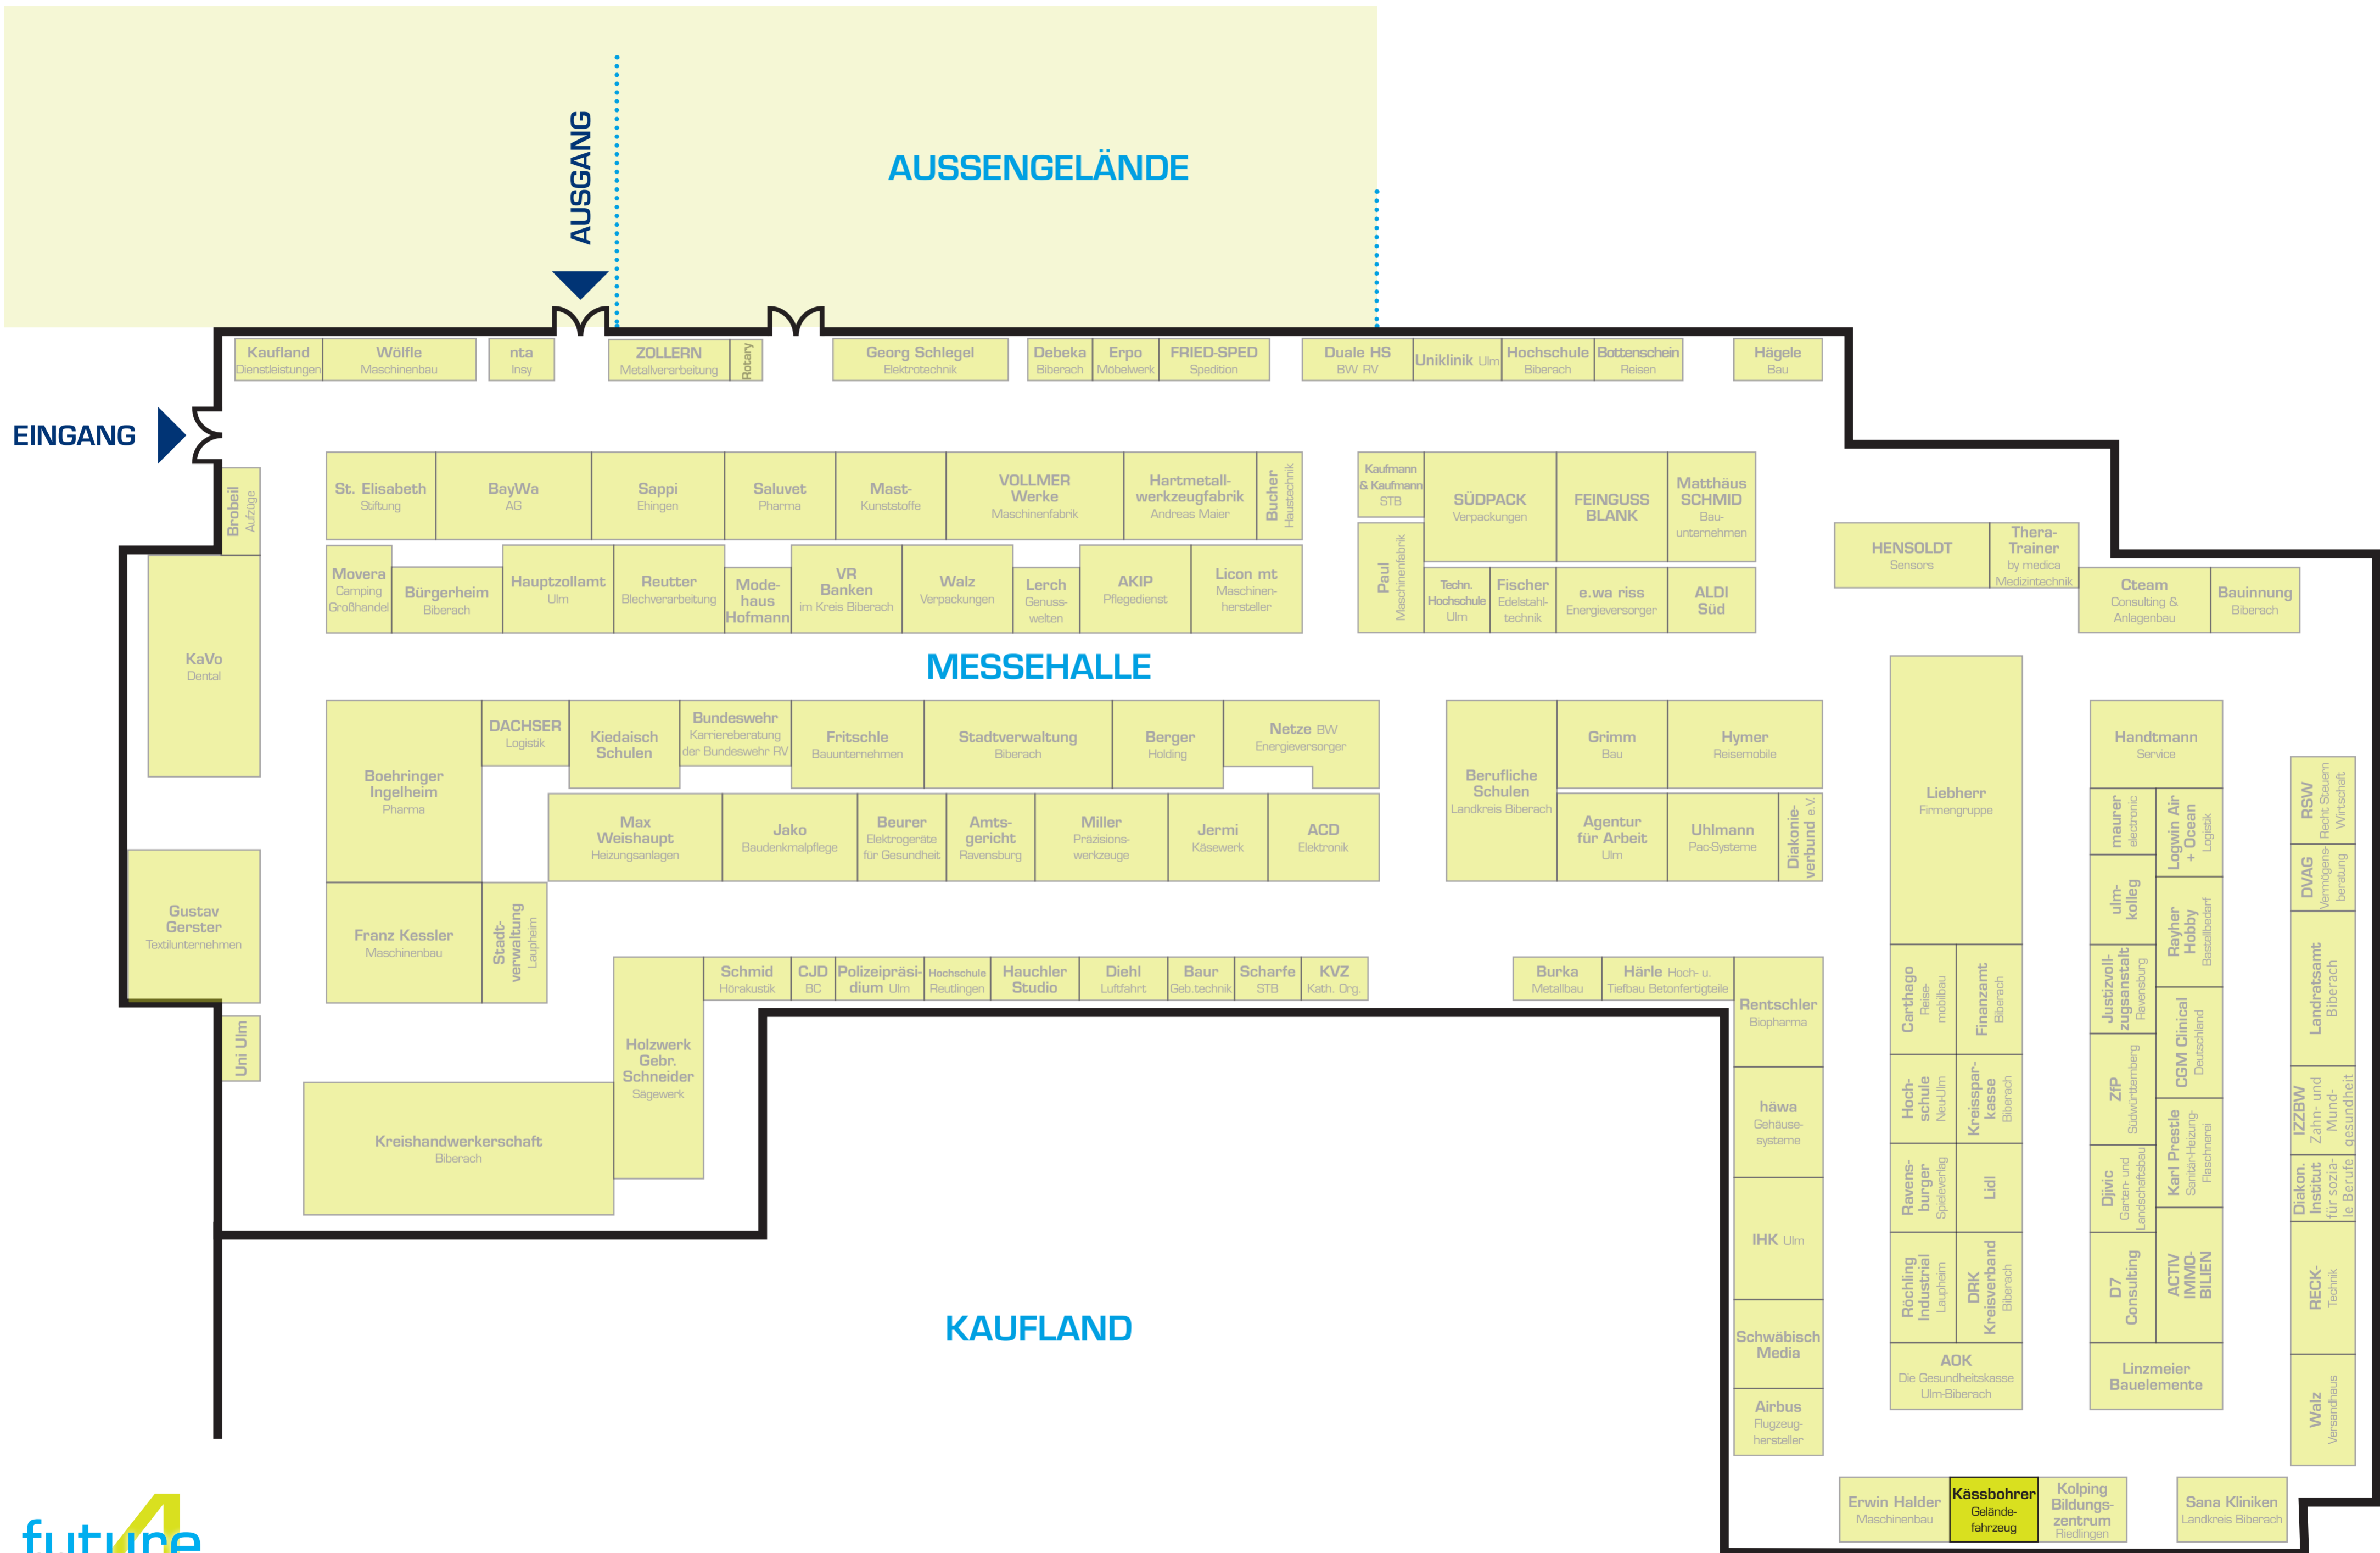 AUSGANG
AUSSENGELÄNDE
EINGANG
Kaufland
Dienstleistungen
Wölfle
Maschinenbau
nta
Insy
ZOLLERN
Metallverarbeitung
Rotary
Georg Schlegel
Elektrotechnik
Debeka
Biberach
Erpo
Möbelwerk
FRIED-SPED
Spedition
Duale HS
BW RV
Uniklinik Ulm
Hochschule
Biberach
Bottenschein
Reisen
Hägele
Bau
Brobeil
Aufzüge
St. Elisabeth
Stiftung
BayWa
AG
Sappi
Ehingen
Saluvet
Pharma
Mast-
Kunststoffe
VOLLMER
Werke
Maschinenfabrik
Hartmetall-
werkzeugfabrik
Andreas Maier
Bucher
Haustechnik
Kaufmann
& Kaufmann
STB
SÜDPACK
Verpackungen
FEINGUSS
BLANK
Matthäus
SCHMID
Bau-
unternehmen
Movera
Camping
Großhandel
Bürgerheim
Biberach
Hauptzollamt
Ulm
Reutter
Blechverarbeitung
Mode-
haus
Hofmann
VR
Banken
im Kreis Biberach
Walz
Verpackungen
Lerch
Genuss-
welten
AKIP
Pflegedienst
Licon mt
Maschinen-
hersteller
Paul
Maschinenfabrik
Techn.
Hochschule
Ulm
Fischer
Edelstahl-
technik
e.wa riss
Energieversorger
ALDI
Süd
HENSOLDT
Sensors
Thera-
Trainer
by medica
Medizintechnik
Cteam
Consulting &
Anlagenbau
Bauinnung
Biberach
KaVo
Dental
MESSEHALLE
Boehringer
Ingelheim
Pharma
DACHSER
Logistik
Kiedaisch
Schulen
Bundeswehr
Karriereberatung
der Bundeswehr RV
Fritschle
Bauunternehmen
Stadtverwaltung
Biberach
Berger
Holding
Netze BW
Energieversorger
Berufliche
Schulen
Landkreis Biberach
Grimm
Bau
Hymer
Reisemobile
Max
Weishaupt
Heizungsanlagen
Jako
Baudenkmalpflege
Beurer
Elektrogeräte
für Gesundheit
Amts-
gericht
Ravensburg
Miller
Präzisions-
werkzeuge
Jermi
Käsewerk
ACD
Elektronik
Agentur
für Arbeit
Ulm
Uhlmann
Pac-Systeme
Diakonie-
verbund e.V.
Gustav
Gerster
Textilunternehmen
Franz Kessler
Maschinenbau
Stadt-
verwaltung
Laupheim
Uni Ulm
Kreishandwerkerschaft
Biberach
Holzwerk
Gebr.
Schneider
Sägewerk
Schmid
Hörakustik
CJD
BC
Polizeipräsi-
dium Ulm
Hochschule
Reutlingen
Hauchler
Studio
Diehl
Luftfahrt
Baur
Geb.technik
Scharfe
STB
KVZ
Kath. Org.
Burka
Metallbau
Härle Hoch- u.
Tiefbau Betonfertigteile
Rentschler
Biopharma
häwa
Gehäuse-
systeme
IHK Ulm
Schwäbisch
Media
Airbus
Flugzeug-
hersteller
KAUFLAND
Liebherr
Firmengruppe
Carthago
Reise-
mobilbau
Finanzamt
Biberach
Hoch-
schule
Neu-Ulm
Kreisspar-
kasse
Biberach
Ravens-
burger
Spieleverlag
Lidl
Röchling
Industrial
Laupheim
DRK
Kreisverband
Biberach
AOK
Die Gesundheitskasse
Ulm-Biberach
Handtmann
Service
maurer
electronic
Logwin Air
+ Ocean
Logistik
ulm-
kolleg
Rayher
Hobby
Bastelbedarf
Justizvoll-
zugsanstalt
Ravensburg
CGM Clinical
Deutschland
ZfP
Südwürttemberg
Karl Prestle
Sanitär-Heizung-
Flaschnerei
Djivic
Garten- und
Landschaftsbau
D7
Consulting
ACTIV
IMMO-
BILIEN
Linzmeier
Bauelemente
RSW
Recht Steuern
Wirtschaft
DVAG
Vermögens-
beratung
Landratsamt
Biberach
IZZBW
Zahn- und
Mund-
gesundheit
Diakon.
Institut
für sozia-
le Berufe
RECK-
Technik
Walz
Versandhaus
Erwin Halder
Maschinenbau
Kässbohrer
Gelände-
fahrzeug
Kolping
Bildungs-
zentrum
Riedlingen
Sana Kliniken
Landkreis Biberach
future
4